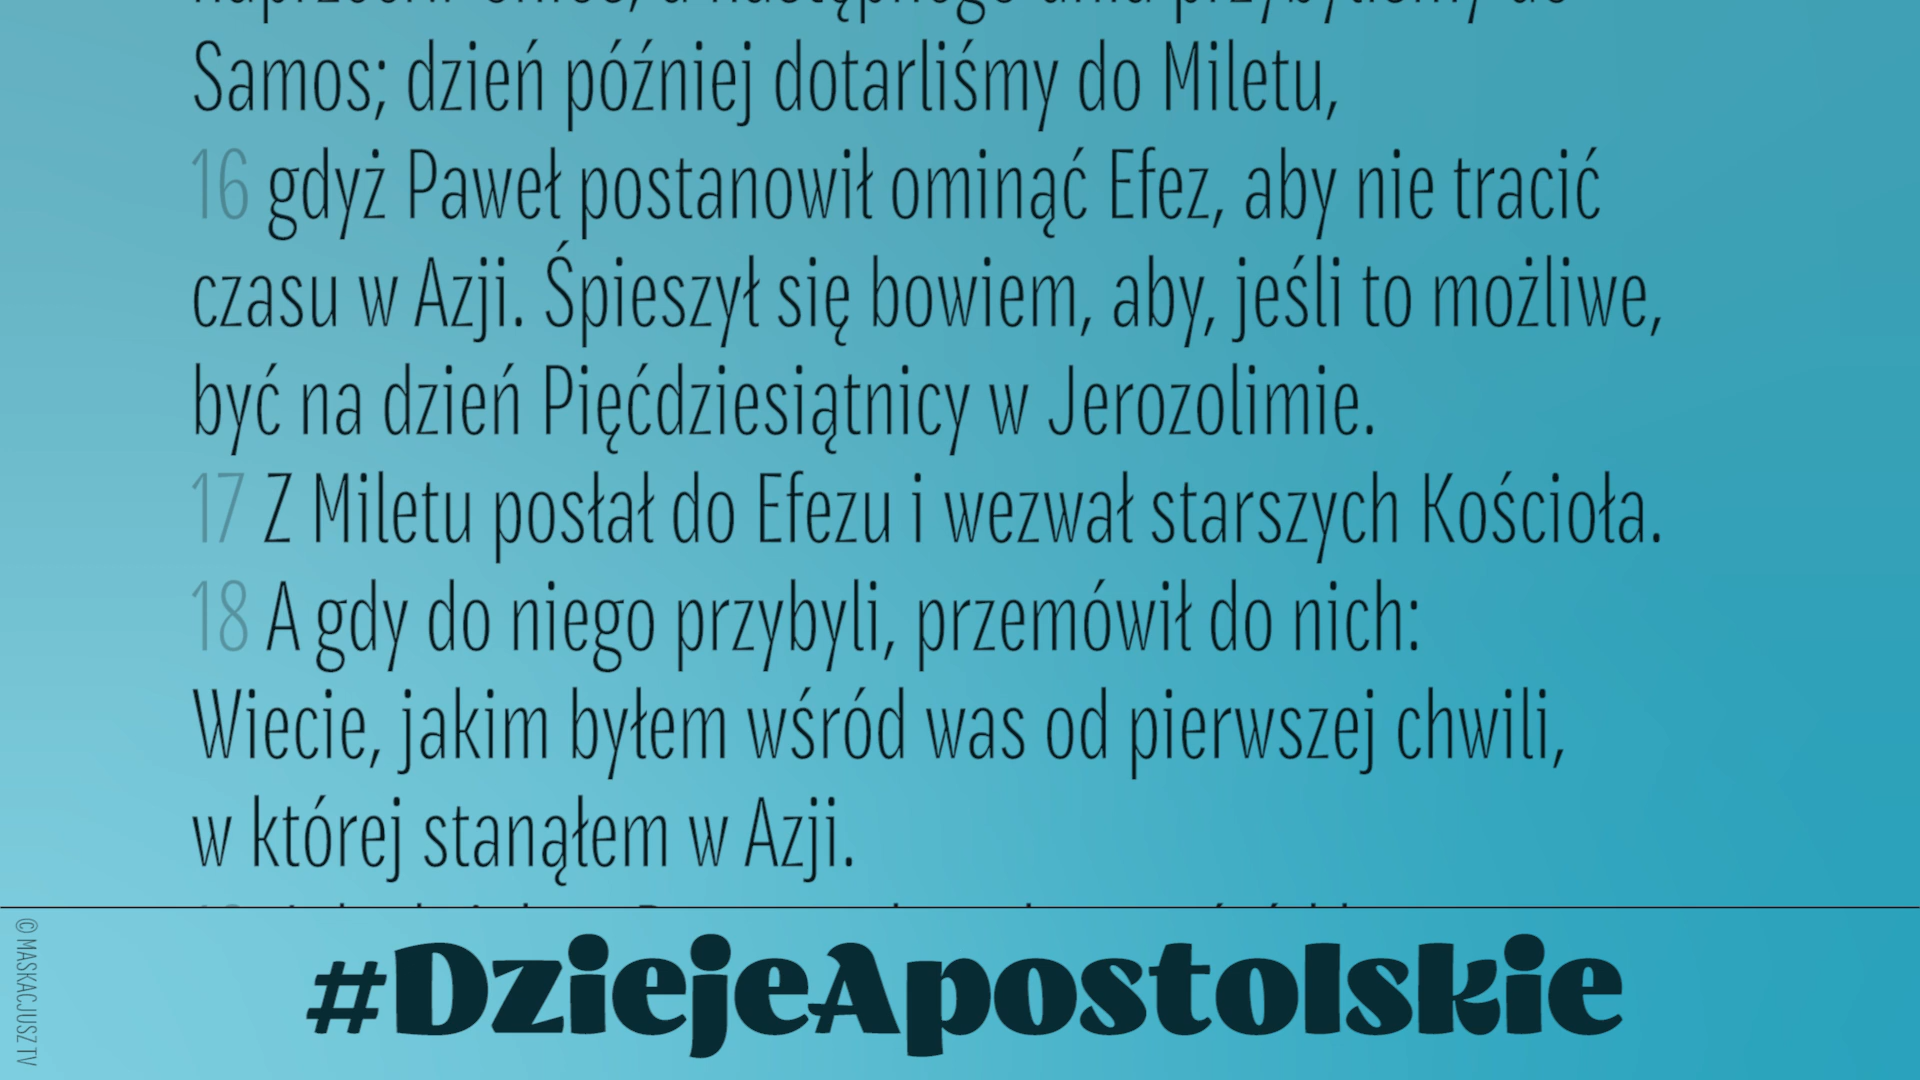 Samos; dzień później dotarliśmy do Miletu,
16 gdyż Paweł postanowił ominąć Efez, aby nie tracić
czasu w Azji. Śpieszył się bowiem, aby, jeśli to możliwe,
być na dzień Pięćdziesiątnicy w Jerozolimie.
17 Z Miletu posłał do Efezu i wezwał starszych Kościoła.
18 A gdy do niego przybyli, przemówił do nich:
Wiecie, jakim byłem wśród was od pierwszej chwili,
w której stanąłem w Azji.
#DziejeApostolskie
© MASKACJUSZ TV